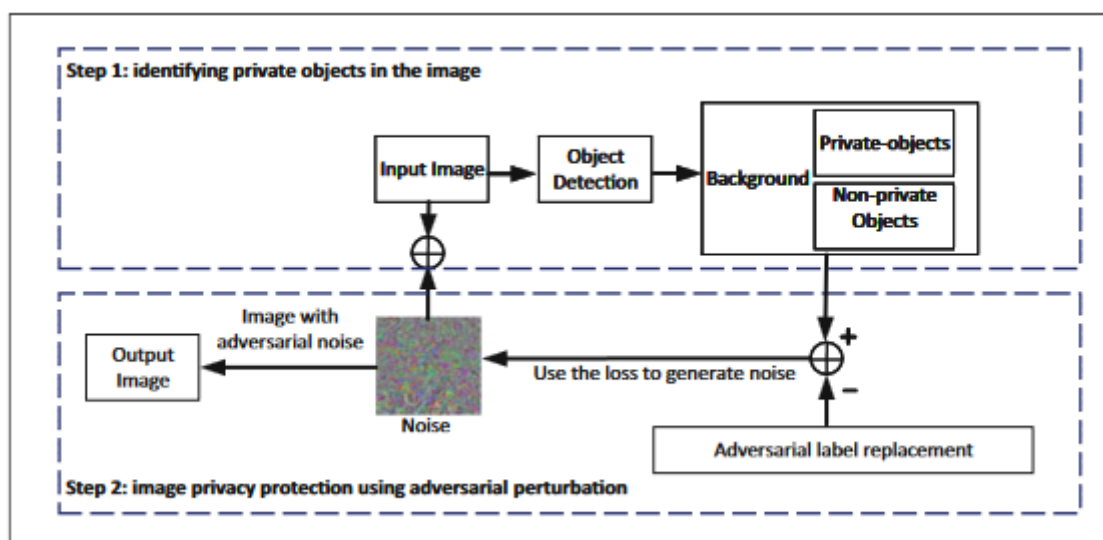 Step 1: identifying private objects in the image
Input Image
Object
Detection
Background
Private-objects
Non-private
Objects
Image with
adversarial noise
Output
Image
Noise
Use the loss to generate noise
+
−
Adversarial label replacement
Step 2: image privacy protection using adversarial perturbation